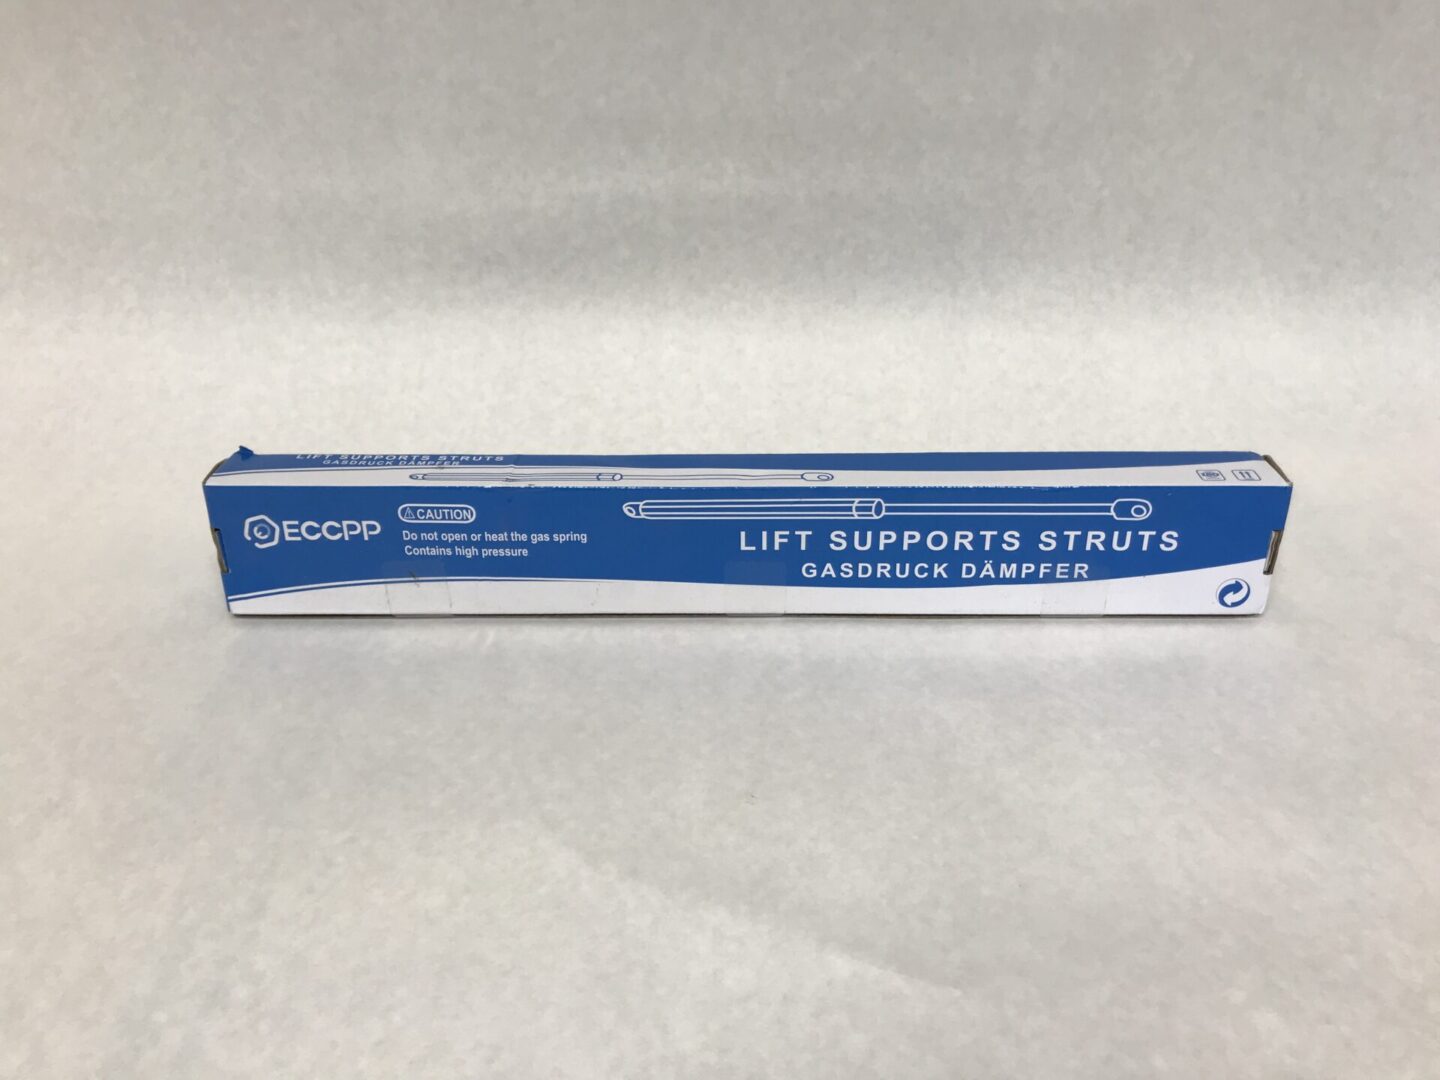 LIFT SUPPORTS STRUTS
GASDRUCK DÄMPFER
ECCPP
CAUTION
Do not open or heat the gas spring
Contains high pressure
LIFT SUPPORTS STRUTS
GASDRUCK DÄMPFER